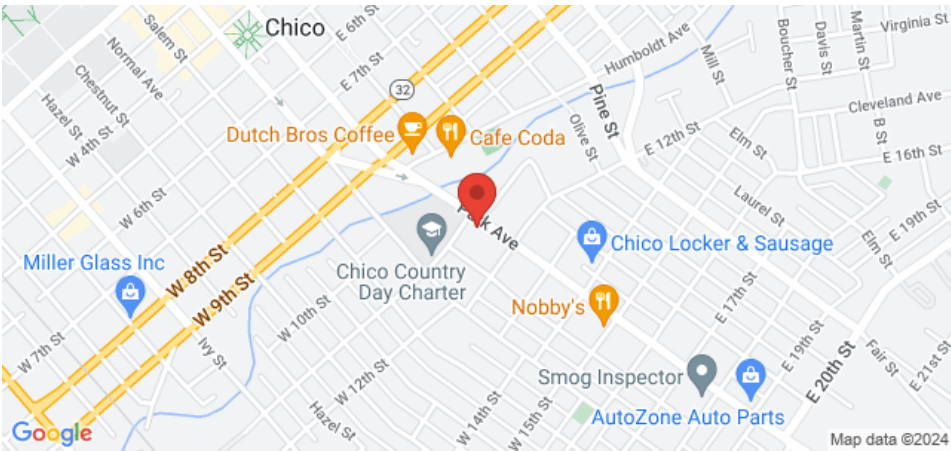 Chico
Salem St
E 6th St
Virginia St
Normal Ave
Boucher St
Davis St
Martin St
Humboldt Ave
E 7th St
Mill St
Chestnut St
Hazel St
32
Pine St
Cleveland Ave
W 4th St
Dutch Bros Coffee
Cafe Coda
Olive St
E 12th St
Elm St
B St
E 16th St
W 6th St
Park Ave
Laurel St
E 19th St
Elm St
Chico Locker & Sausage
Miller Glass Inc
W 8th St
Chico Country
Day Charter
W 9th St
W 10th St
Nobby's
E 17th St
W 7th St
Ivy St
E 19th St
E 20th St
Fair St
E 21st St
W 12th St
Smog Inspector
Hazel St
W 14th St
W 15th St
AutoZone Auto Parts
Google
Map data ©2024